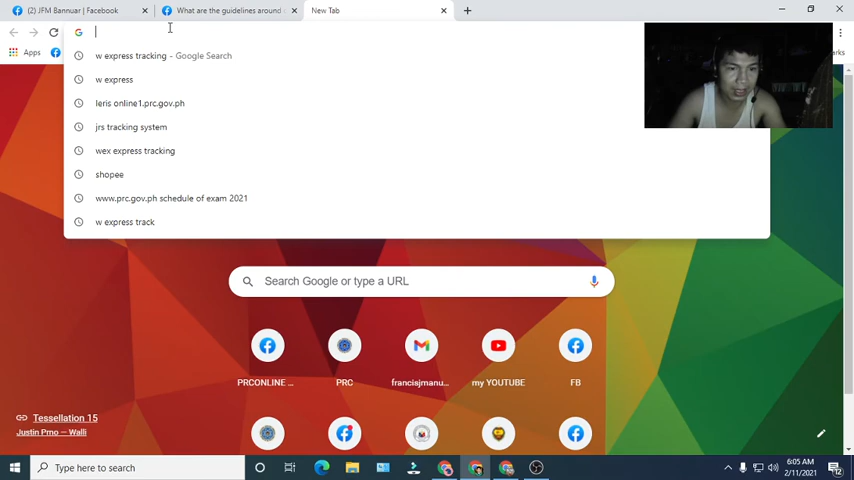 (2) JFM Bannuar | Facebook
What are the guidelines around
New Tab
Apps
w express tracking - Google Search
w express
leris online1.prc.gov.ph
jrs tracking system
wex express tracking
shopee
www.prc.gov.ph schedule of exam 2021
w express track
Search Google or type a URL
PRCONLINE ...
PRC
francisjmanu...
my YOUTUBE
FB
Tessellation 15
Justin Prno — Walli
Type here to search
6:05 AM
2/11/2021